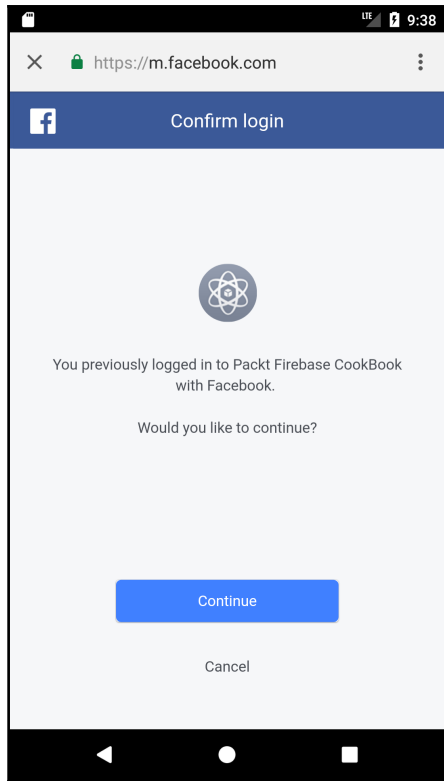 LTE 9:38
https://m.facebook.com
f Confirm login
You previously logged in to Packt Firebase CookBook
with Facebook.
Would you like to continue?
Continue
Cancel